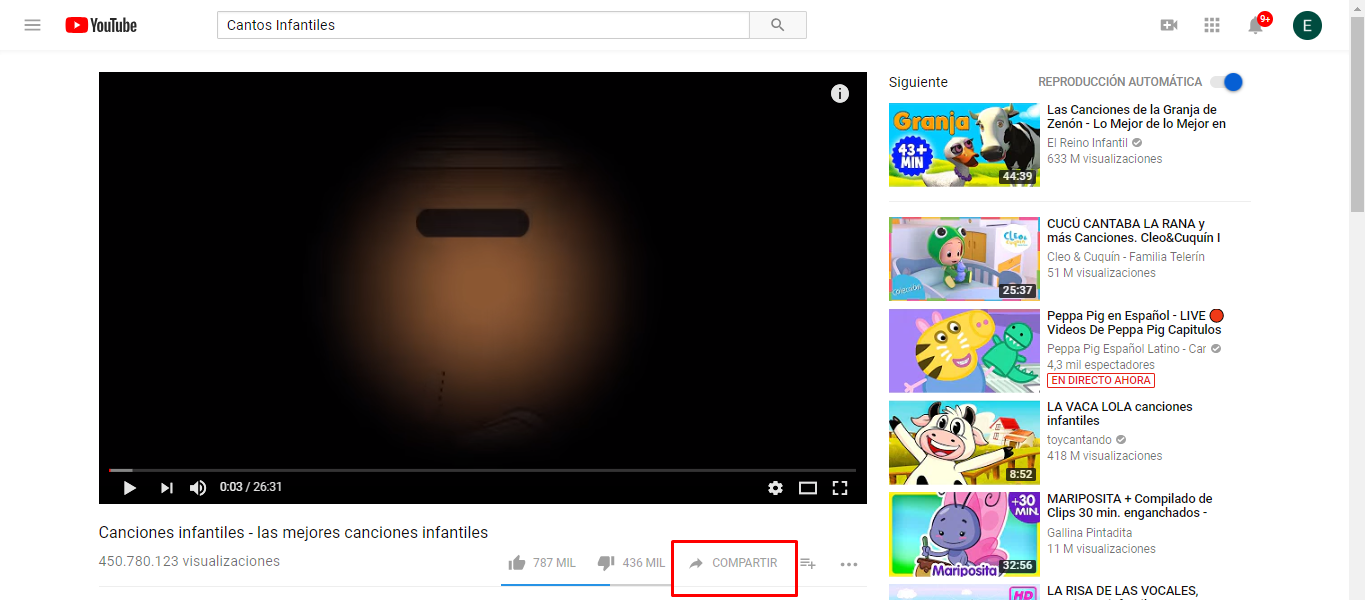 YouTube
Cantos Infantiles
9+
E
i
0:03 / 26:31
Canciones infantiles - las mejores canciones infantiles
450.780.123 visualizaciones
787 MIL
436 MIL
COMPARTIR
Siguiente
REPRODUCCIÓN AUTOMÁTICA
Granja
43+
MIN
44:39
Las Canciones de la Granja de
Zenón - Lo Mejor de lo Mejor en
El Reino Infantil
633 M visualizaciones
CLEO&
CUQUÍN
colección
25:37
CUCÚ CANTABA LA RANA y
más Canciones. Cleo&Cuquín I
Cleo & Cuquín - Familia Telerín
51 M visualizaciones
Peppa Pig en Español - LIVE
Videos De Peppa Pig Capitulos
Peppa Pig Español Latino - Car
4,3 mil espectadores
EN DIRECTO AHORA
8:52
LA VACA LOLA canciones
infantiles
toycantando
418 M visualizaciones
+30
MIN.
Mariposita
32:56
MARIPOSITA + Compilado de
Clips 30 min. enganchados -
Gallina Pintadita
11 M visualizaciones
HD
LA RISA DE LAS VOCALES,